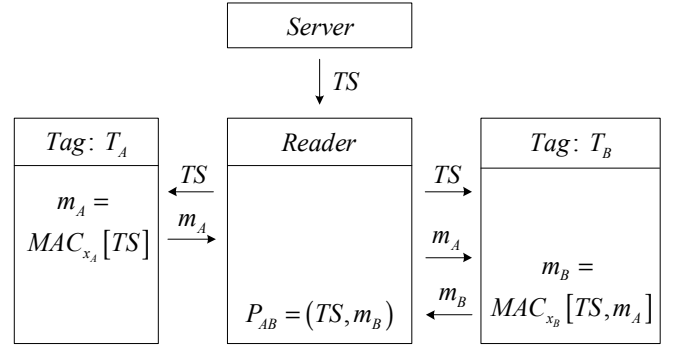 Server
TS
Tag: T_A
Reader
Tag: T_B
TS
TS
m_A =
MAC_{x_A}[TS]
m_A
m_A
m_B =
MAC_{x_B}[TS, m_A]
m_B
P_{AB} = (TS, m_B)